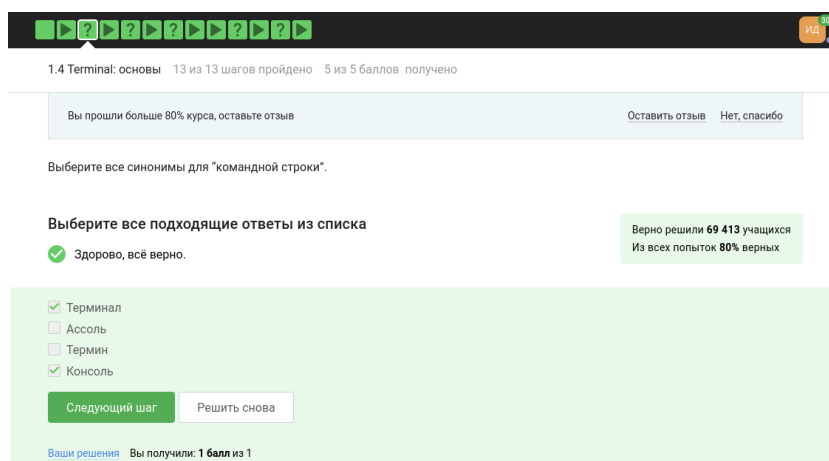 ? ? ? ? ?
ИД
30
1.4 Terminal: основы 13 из 13 шагов пройдено 5 из 5 баллов получено
Вы прошли больше 80% курса, оставьте отзыв Оставить отзыв Нет, спасибо
Выберите все синонимы для “командной строки”.
Выберите все подходящие ответы из списка
Здорово, всё верно.
Верно решили 69 413 учащихся
Из всех попыток 80% верных
Терминал
Ассоль
Термин
Консоль
Следующий шаг Решить снова
Ваши решения Вы получили: 1 балл из 1